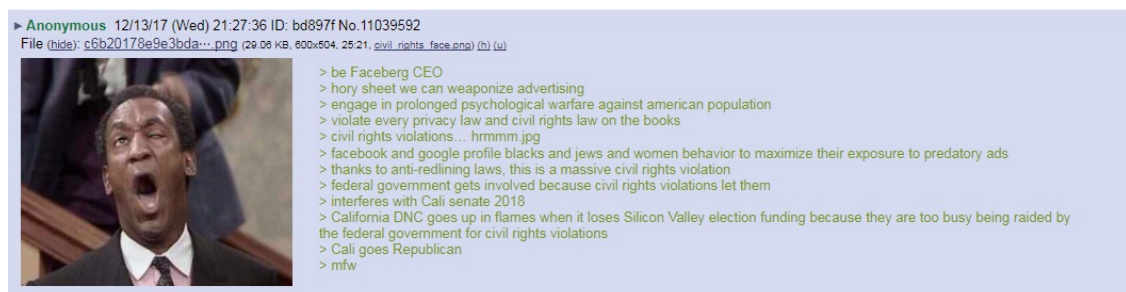 ▶ Anonymous 12/13/17 (Wed) 21:27:36 ID: bd897f No.11039592
File (hide): c6b20178e9e3bda⋯.png (29.06 KB, 600x504, 25:21, civil_rights_face.png) (h) (u)
> be Faceberg CEO
> hory sheet we can weaponize advertising
> engage in prolonged psychological warfare against american population
> violate every privacy law and civil rights law on the books
> civil rights violations… hrmmm.jpg
> facebook and google profile blacks and jews and women behavior to maximize their exposure to predatory ads
> thanks to anti-redlining laws, this is a massive civil rights violation
> federal government gets involved because civil rights violations let them
> interferes with Cali senate 2018
> California DNC goes up in flames when it loses Silicon Valley election funding because they are too busy being raided by
the federal government for civil rights violations
> Cali goes Republican
> mfw